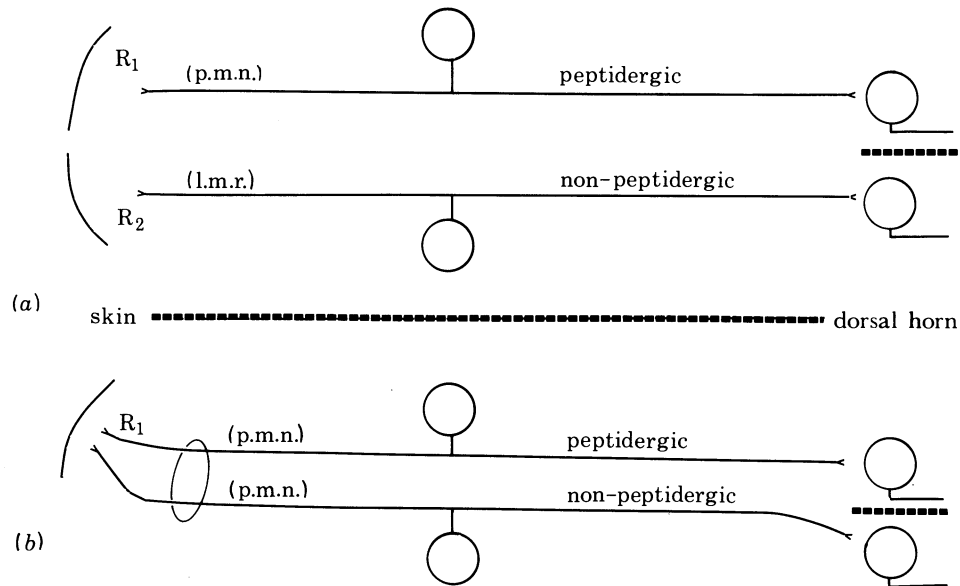 R1
(p.m.n.)
peptidergic
(l.m.r.)
non-peptidergic
R2
(a)
skin
dorsal horn
R1
(p.m.n.)
peptidergic
(p.m.n.)
non-peptidergic
(b)